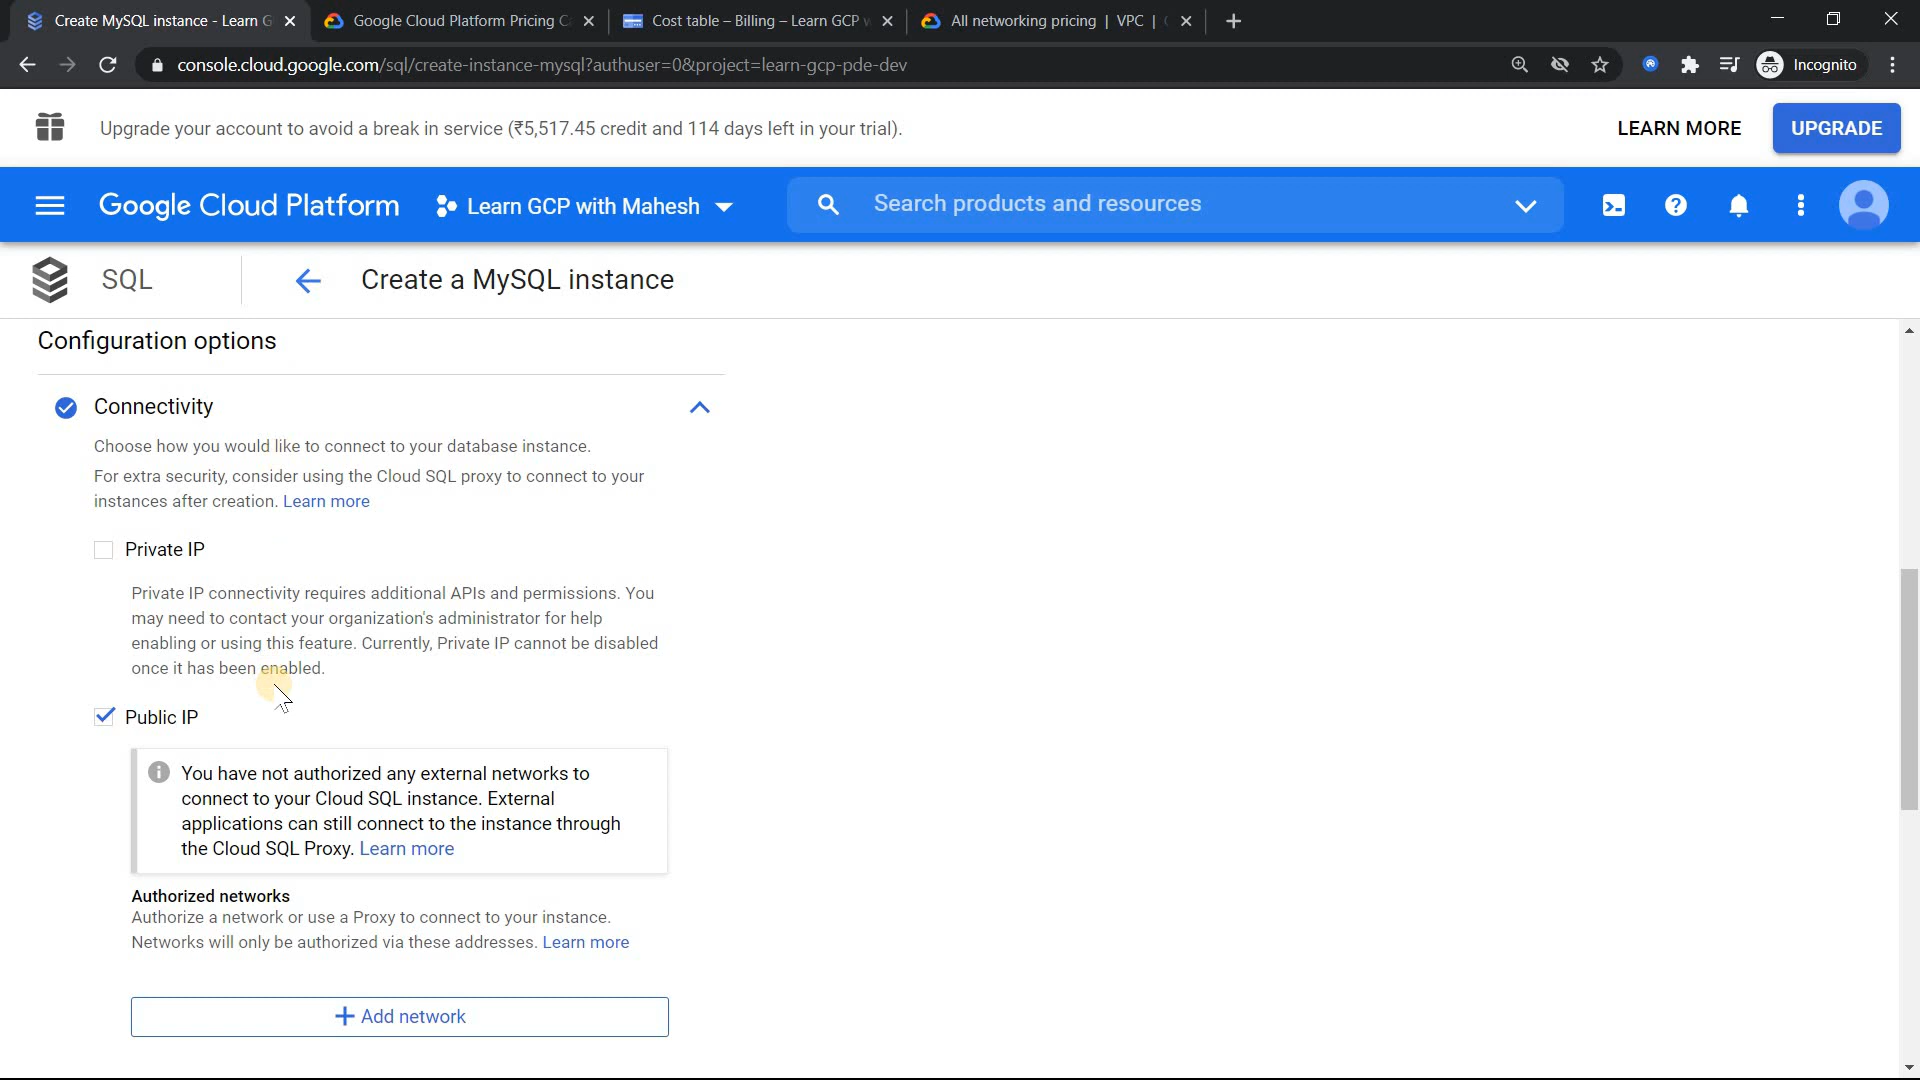 Create MySQL instance - Learn G
Google Cloud Platform Pricing C
Cost table – Billing – Learn GCP w
All networking pricing | VPC |
console.cloud.google.com/sql/create-instance-mysql?authuser=0&project=learn-gcp-pde-dev
Incognito
Upgrade your account to avoid a break in service (₹5,517.45 credit and 114 days left in your trial).
LEARN MORE
UPGRADE
Google Cloud Platform
Learn GCP with Mahesh
Search products and resources
SQL
Create a MySQL instance
Configuration options
Connectivity
Choose how you would like to connect to your database instance.
For extra security, consider using the Cloud SQL proxy to connect to your
instances after creation. Learn more
Private IP
Private IP connectivity requires additional APIs and permissions. You
may need to contact your organization's administrator for help
enabling or using this feature. Currently, Private IP cannot be disabled
once it has been enabled.
Public IP
You have not authorized any external networks to
connect to your Cloud SQL instance. External
applications can still connect to the instance through
the Cloud SQL Proxy. Learn more
Authorized networks
Authorize a network or use a Proxy to connect to your instance.
Networks will only be authorized via these addresses. Learn more
+ Add network